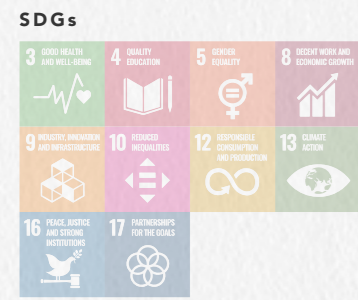 SDGs
3 GOOD HEALTH
AND WELL-BEING
4 QUALITY
EDUCATION
5 GENDER
EQUALITY
8 DECENT WORK AND
ECONOMIC GROWTH
9 INDUSTRY, INNOVATION
AND INFRASTRUCTURE
10 REDUCED
INEQUALITIES
12 RESPONSIBLE
CONSUMPTION
AND PRODUCTION
13 CLIMATE
ACTION
16 PEACE, JUSTICE
AND STRONG
INSTITUTIONS
17 PARTNERSHIPS
FOR THE GOALS